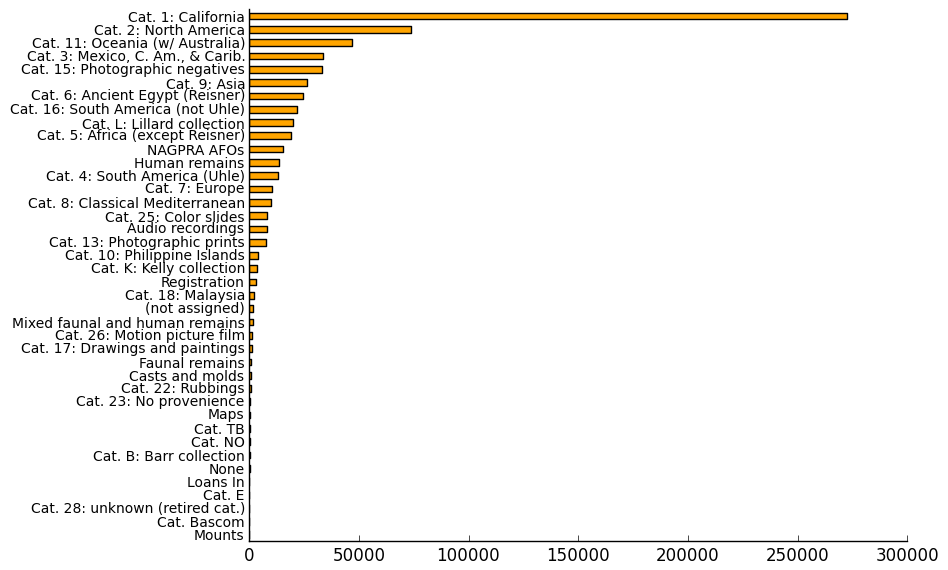 Cat. 1: California
Cat. 2: North America
Cat. 11: Oceania (w/ Australia)
Cat. 3: Mexico, C. Am., & Carib.
Cat. 15: Photographic negatives
Cat. 9: Asia
Cat. 6: Ancient Egypt (Reisner)
Cat. 16: South America (not Uhle)
Cat. L: Lillard collection
Cat. 5: Africa (except Reisner)
NAGPRA AFOs
Human remains
Cat. 4: South America (Uhle)
Cat. 7: Europe
Cat. 8: Classical Mediterranean
Cat. 25: Color slides
Audio recordings
Cat. 13: Photographic prints
Cat. 10: Philippine Islands
Cat. K: Kelly collection
Registration
Cat. 18: Malaysia
(not assigned)
Mixed faunal and human remains
Cat. 26: Motion picture film
Cat. 17: Drawings and paintings
Faunal remains
Casts and molds
Cat. 22: Rubbings
Cat. 23: No provenience
Maps
Cat. TB
Cat. NO
Cat. B: Barr collection
None
Loans In
Cat. E
Cat. 28: unknown (retired cat.)
Cat. Bascom
Mounts
0 50000 100000 150000 200000 250000 300000